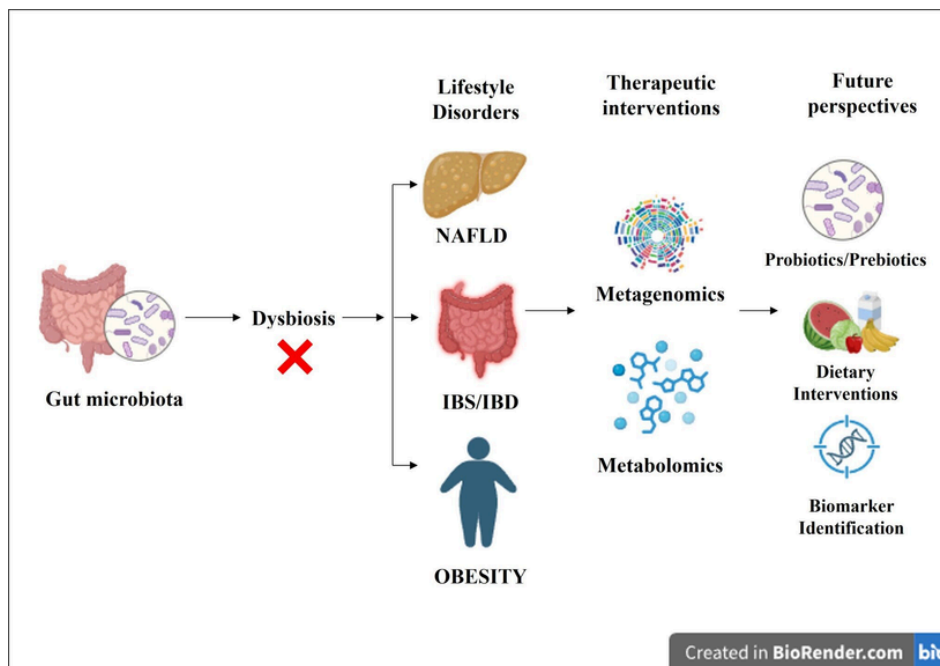 Lifestyle
Disorders
Therapeutic
interventions
Future
perspectives
NAFLD
Probiotics/Prebiotics
Metagenomics
Dysbiosis
Gut microbiota
IBS/IBD
Dietary
Interventions
Metabolomics
Biomarker
Identification
OBESITY
Created in BioRender.com